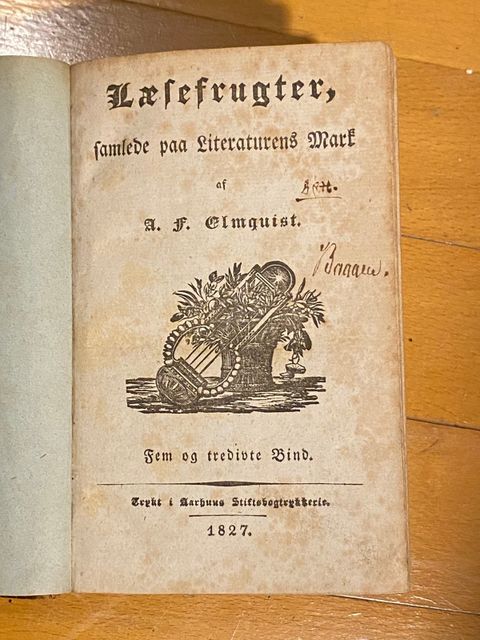 Læsefrugter,
samlede paa Literaturens Mark
af
A. F. Elmquist.
Fem og tredivte Bind.
Trykt i Aarhuus Stiftsbogtrykkerie.
1827.